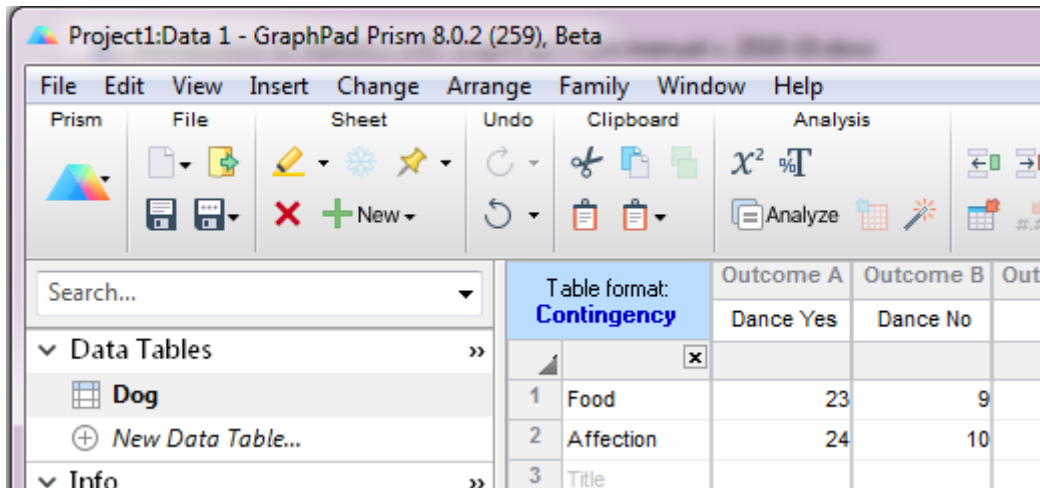 Project1:Data 1 - GraphPad Prism 8.0.2 (259), Beta
File Edit View Insert Change Arrange Family Window Help
Prism File Sheet Undo Clipboard Analysis
χ² %T
New
Analyze
#.#
Search...
Table format:
Contingency
Outcome A Outcome B Out
Dance Yes Dance No
Data Tables
Dog
New Data Table...
Info
1 Food 23 9
2 Affection 24 10
3 Title